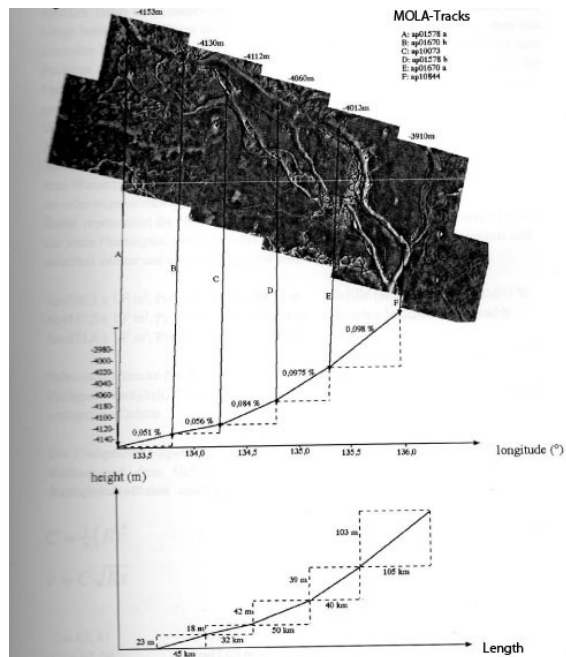 -4153m
-4130m
-4112m
-4060m
-4012m
-3910m
MOLA-Tracks
A: ap01578 a
B: ap01670 b
C: ap10073
D: ap01578 b
E: ap01670 a
F: ap10844
A
B
C
D
E
F
-3980
-4000
-4020
-4040
-4060
-4180
-4100
-4120
-4140
0,051 %
0,056 %
0,084 %
0,0975 %
0,098 %
133,5
134,0
134,5
135,0
135,5
136,0
longitude (°)
height (m)
103 m
105 km
39 m
40 km
42 m
50 km
18 m
32 km
23 m
45 km
Length